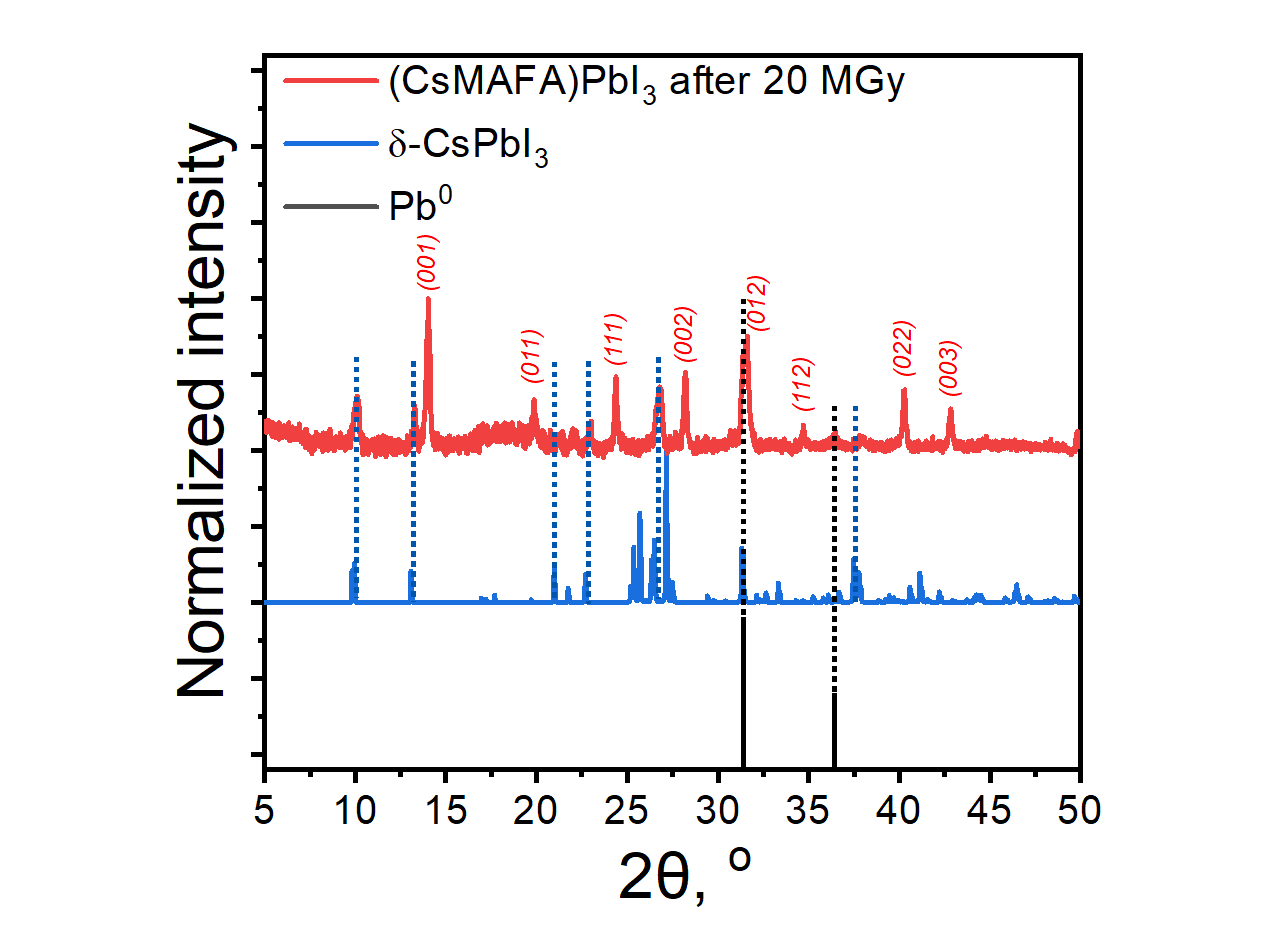 (CsMAFA)PbI₃ after 20 MGy
δ-CsPbI₃
Pb⁰
(001)
(011)
(111)
(002)
(012)
(112)
(022)
(003)
Normalized intensity
5 10 15 20 25 30 35 40 45 50
2θ, °